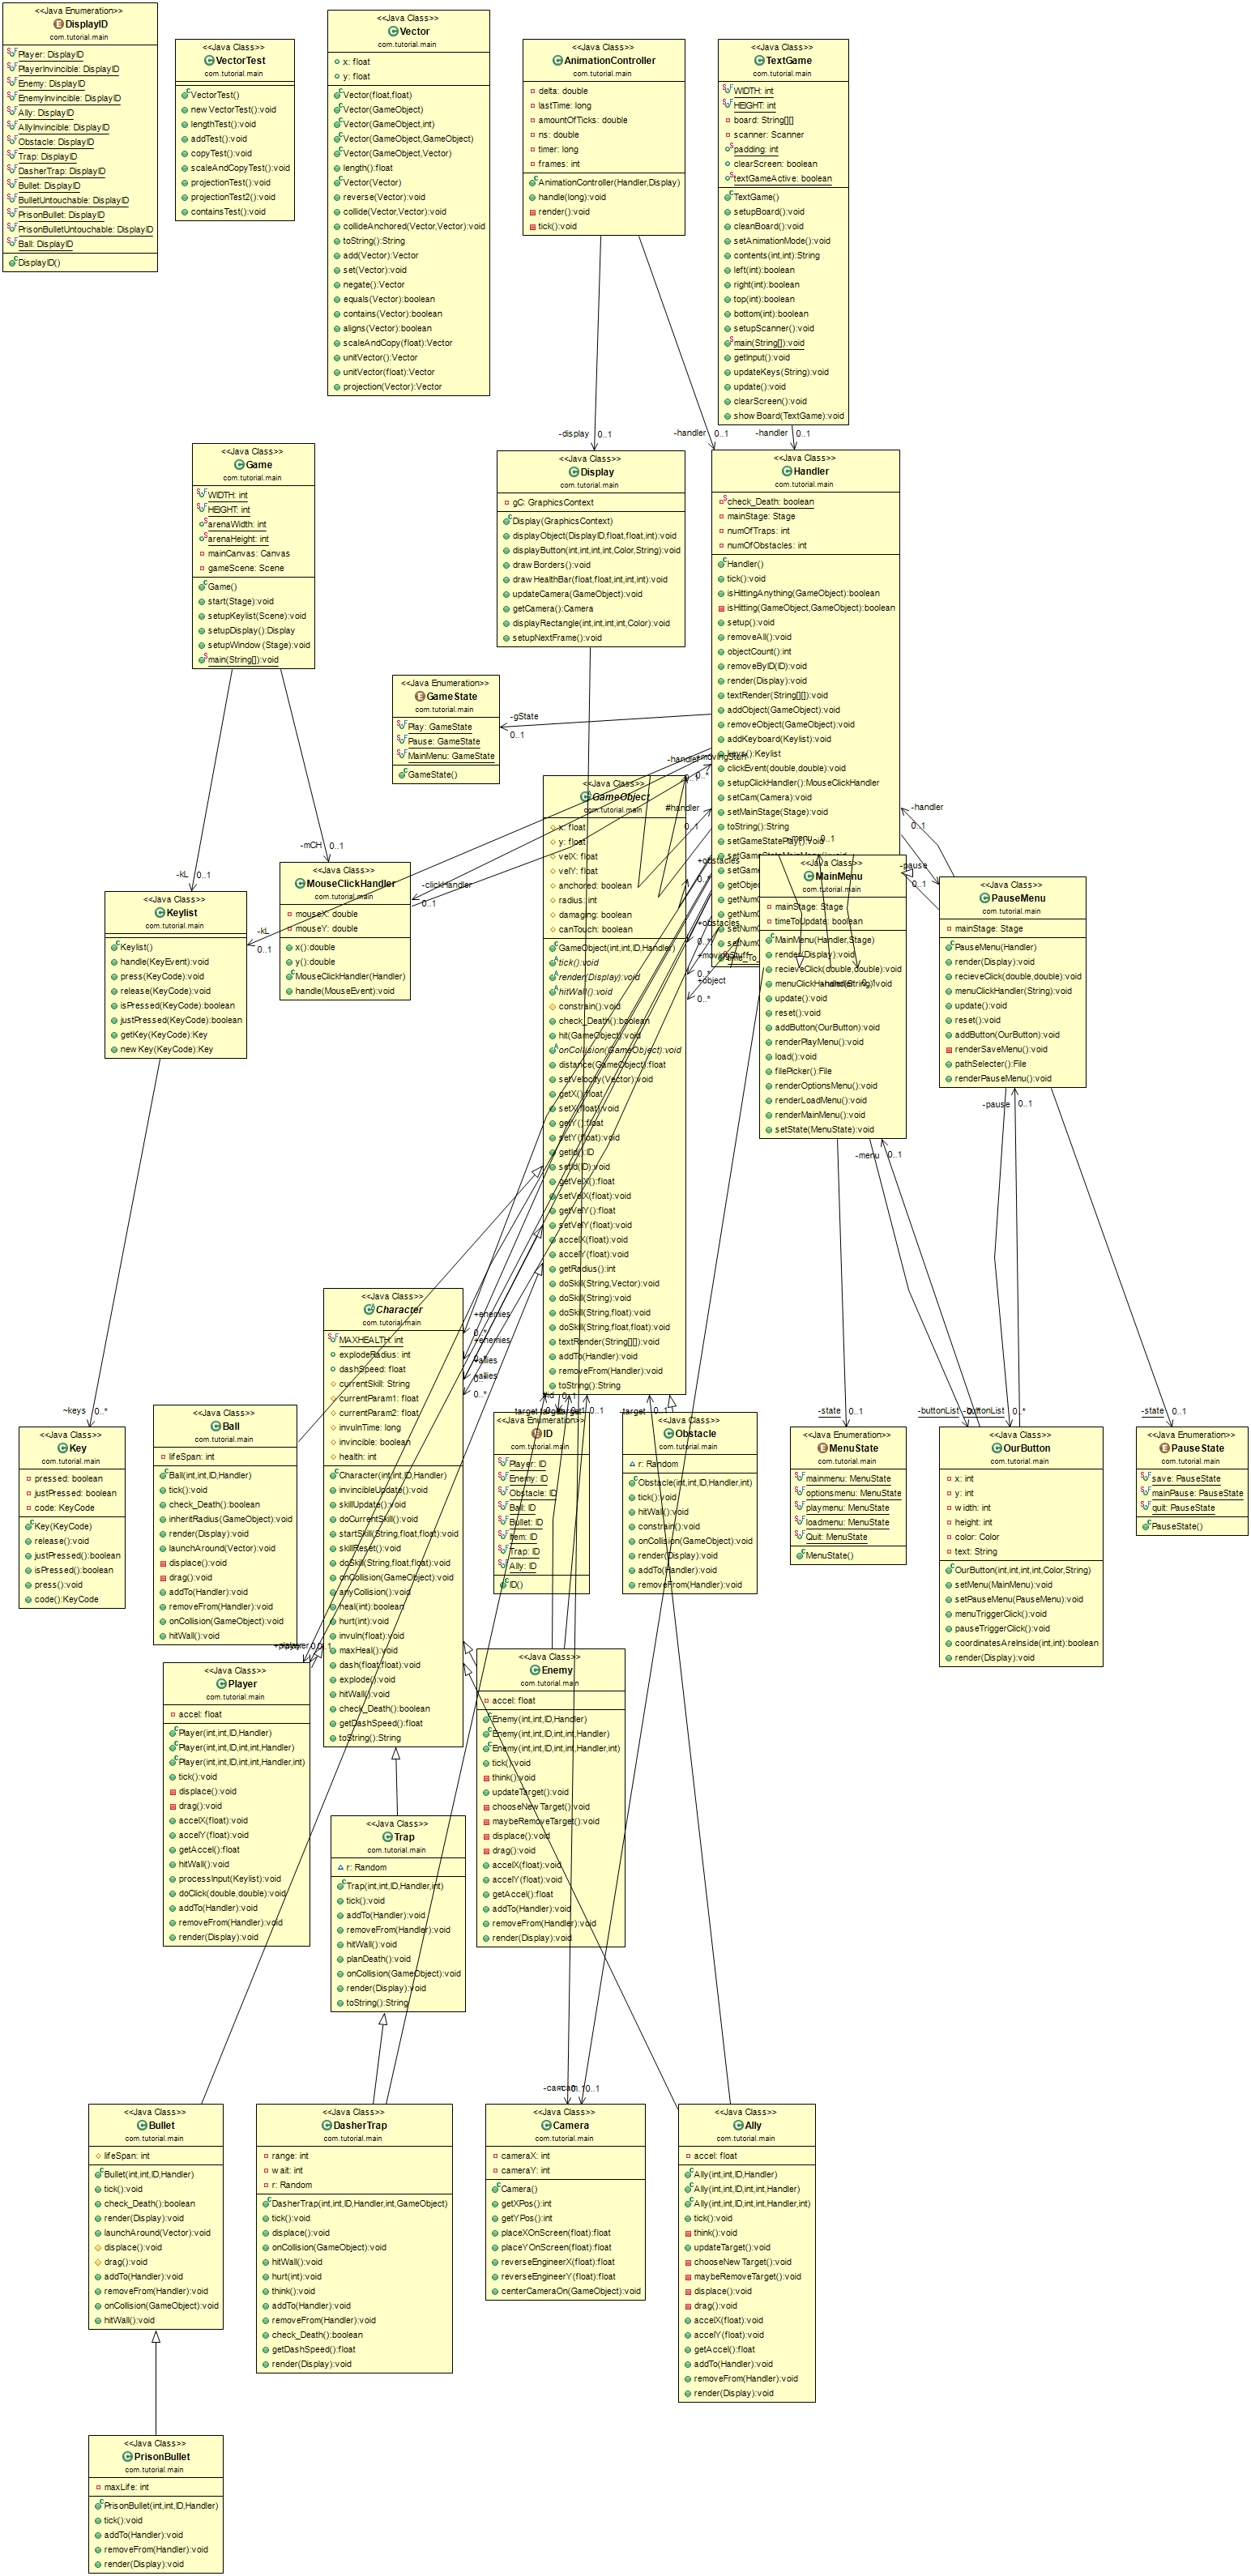 <<Java Enumeration>>
DisplayID
com.tutorial.main
Player: DisplayID
PlayerInvincible: DisplayID
Enemy: DisplayID
EnemyInvincible: DisplayID
Ally: DisplayID
AllyInvincible: DisplayID
Obstacle: DisplayID
Trap: DisplayID
DasherTrap: DisplayID
Bullet: DisplayID
BulletUntouchable: DisplayID
PrisonBullet: DisplayID
PrisonBulletUntouchable: DisplayID
Ball: DisplayID
DisplayID()
<<Java Class>>
VectorTest
com.tutorial.main
VectorTest()
newVectorTest():void
lengthTest():void
addTest():void
copyTest():void
scaleAndCopyTest():void
projectionTest():void
projectionTest2():void
containsTest():void
<<Java Class>>
Vector
com.tutorial.main
x: float
y: float
Vector(float,float)
Vector(GameObject)
Vector(GameObject,int)
Vector(GameObject,GameObject)
Vector(GameObject,Vector)
length():float
Vector(Vector)
reverse(Vector):void
collide(Vector,Vector):void
collideAnchored(Vector,Vector):void
toString():String
add(Vector):Vector
set(Vector):void
negate():Vector
equals(Vector):boolean
contains(Vector):boolean
aligns(Vector):boolean
scaleAndCopy(float):Vector
unitVector():Vector
unitVector(float):Vector
projection(Vector):Vector
<<Java Class>>
AnimationController
com.tutorial.main
delta: double
lastTime: long
amountOfTicks: double
ns: double
timer: long
frames: int
AnimationController(Handler,Display)
handle(long):void
render():void
tick():void
<<Java Class>>
TextGame
com.tutorial.main
WIDTH: int
HEIGHT: int
board: String[][]
scanner: Scanner
padding: int
clearScreen: boolean
textGameActive: boolean
TextGame()
setupBoard():void
cleanBoard():void
setAnimationMode():void
contents(int,int):String
left(int):boolean
right(int):boolean
top(int):boolean
bottom(int):boolean
setupScanner():void
main(String[]):void
getInput():void
updateKeys(String):void
update():void
clearScreen():void
showBoard(TextGame):void
-display 0..1
-handler 0..1
-handler 0..1
<<Java Class>>
Game
com.tutorial.main
WIDTH: int
HEIGHT: int
arenaWidth: int
arenaHeight: int
mainCanvas: Canvas
gameScene: Scene
Game()
start(Stage):void
setupKeylist(Scene):void
setupDisplay():Display
setupWindow(Stage):void
main(String[]):void
<<Java Class>>
Display
com.tutorial.main
gC: GraphicsContext
Display(GraphicsContext)
displayObject(DisplayID,float,float,int):void
displayButton(int,int,int,int,Color,String):void
drawBorders():void
drawHealthBar(float,float,int,int,int):void
updateCamera(GameObject):void
getCamera():Camera
displayRectangle(int,int,int,int,Color):void
setupNextFrame():void
<<Java Class>>
Handler
com.tutorial.main
check_Death: boolean
mainStage: Stage
numOfTraps: int
numOfObstacles: int
Handler()
tick():void
isHittingAnything(GameObject):boolean
isHitting(GameObject,GameObject):boolean
setup():void
removeAll():void
objectCount():int
removeByID(ID):void
render(Display):void
textRender(String[][]):void
addObject(GameObject):void
removeObject(GameObject):void
addKeyboard(Keylist):void
keys():Keylist
clickEvent(double,double):void
setupClickHandler():MouseClickHandler
setCam(Camera):void
setMainStage(Stage):void
toString():String
setGameStatePlay():void
<<Java Enumeration>>
GameState
com.tutorial.main
Play: GameState
Pause: GameState
MainMenu: GameState
GameState()
-gState
0..1
-mCH 0..1
-kL 0..1
<<Java Class>>
MouseClickHandler
com.tutorial.main
mouseX: double
mouseY: double
x():double
y():double
MouseClickHandler(Handler)
handle(MouseEvent):void
-clickHandler
0..1
-kL
0..1
<<Java Class>>
Keylist
com.tutorial.main
Keylist()
handle(KeyEvent):void
press(KeyCode):void
release(KeyCode):void
isPressed(KeyCode):boolean
justPressed(KeyCode):boolean
getKey(KeyCode):Key
newKey(KeyCode):Key
<<Java Class>>
GameObject
com.tutorial.main
x: float
y: float
velX: float
velY: float
anchored: boolean
radius: int
damaging: boolean
canTouch: boolean
GameObject(int,int,ID,Handler)
tick():void
render(Display):void
hitWall():void
constrain():void
check_Death():boolean
hit(GameObject):void
onCollision(GameObject):void
distance(GameObject):float
setVelocity(Vector):void
getX():float
setX(float):void
getY():float
setY(float):void
getId():ID
setId(ID):void
getVelX():float
setVelX(float):void
getVelY():float
setVelY(float):void
accelX(float):void
accelY(float):void
getRadius():int
doSkill(String,Vector):void
doSkill(String):void
doSkill(String,float):void
doSkill(String,float,float):void
textRender(String[][]):void
addTo(Handler):void
removeFrom(Handler):void
toString():String
-handler
#handler
0..1
+obstacles
0..*
+obstacles
0..*
+movingStuff
0..*
+object
0..*
<<Java Class>>
MainMenu
com.tutorial.main
mainStage: Stage
timeToUpdate: boolean
MainMenu(Handler,Stage)
render(Display):void
recieveClick(double,double):void
menuClickHandler(String):void
update():void
reset():void
addButton(OurButton):void
renderPlayMenu():void
load():void
filePicker():File
renderOptionsMenu():void
renderLoadMenu():void
renderMainMenu():void
setState(MenuState):void
-handler
0..1
-pause
0..1
<<Java Class>>
PauseMenu
com.tutorial.main
mainStage: Stage
PauseMenu(Handler)
render(Display):void
recieveClick(double,double):void
menuClickHandler(String):void
update():void
reset():void
addButton(OurButton):void
renderSaveMenu():void
pathSelecter():File
renderPauseMenu():void
-pause 0..1
-menu 0..1
<<Java Class>>
Character
com.tutorial.main
MAXHEALTH: int
explodeRadius: int
dashSpeed: float
currentSkill: String
currentParam1: float
currentParam2: float
invulnTime: long
invincible: boolean
health: int
Character(int,int,ID,Handler)
invincibleUpdate():void
skillUpdate():void
doCurrentSkill():void
startSkill(String,float,float):void
skillReset():void
doSkill(String,float,float):void
onCollision(GameObject):void
anyCollision():void
heal(int):boolean
hurt(int):void
invuln(float):void
maxHeal():void
dash(float,float):void
explode():void
hitWall():void
check_Death():boolean
getDashSpeed():float
toString():String
+enemies
0..*
+enemies
+allies
0..*
+allies
0..*
~keys 0..*
<<Java Class>>
Key
com.tutorial.main
pressed: boolean
justPressed: boolean
code: KeyCode
Key(KeyCode)
release():void
justPressed():boolean
isPressed():boolean
press():void
code():KeyCode
<<Java Class>>
Ball
com.tutorial.main
lifeSpan: int
Ball(int,int,ID,Handler)
tick():void
check_Death():boolean
inheritRadius(GameObject):void
render(Display):void
launchAround(Vector):void
displace():void
drag():void
addTo(Handler):void
removeFrom(Handler):void
onCollision(GameObject):void
hitWall():void
<<Java Enumeration>>
ID
com.tutorial.main
Player: ID
Enemy: ID
Obstacle: ID
Ball: ID
Bullet: ID
Item: ID
Trap: ID
Ally: ID
ID()
-target 0..1
<<Java Class>>
Obstacle
com.tutorial.main
r: Random
Obstacle(int,int,ID,Handler,int)
tick():void
hitWall():void
constrain():void
onCollision(GameObject):void
render(Display):void
addTo(Handler):void
removeFrom(Handler):void
-state 0..1
<<Java Enumeration>>
MenuState
com.tutorial.main
mainmenu: MenuState
optionsmenu: MenuState
playmenu: MenuState
loadmenu: MenuState
Quit: MenuState
MenuState()
-buttonList
0..*
<<Java Class>>
OurButton
com.tutorial.main
x: int
y: int
width: int
height: int
color: Color
text: String
OurButton(int,int,int,int,Color,String)
setMenu(MainMenu):void
setPauseMenu(PauseMenu):void
menuTriggerClick():void
pauseTriggerClick():void
coordinatesAreInside(int,int):boolean
render(Display):void
-state 0..1
<<Java Enumeration>>
PauseState
com.tutorial.main
save: PauseState
mainPause: PauseState
quit: PauseState
PauseState()
<<Java Class>>
Player
com.tutorial.main
accel: float
Player(int,int,ID,Handler)
Player(int,int,ID,int,int,Handler)
Player(int,int,ID,int,int,Handler,int)
tick():void
displace():void
drag():void
accelX(float):void
accelY(float):void
getAccel():float
hitWall():void
processInput(Keylist):void
doClick(double,double):void
addTo(Handler):void
removeFrom(Handler):void
render(Display):void
<<Java Class>>
Enemy
com.tutorial.main
accel: float
Enemy(int,int,ID,Handler)
Enemy(int,int,ID,int,int,Handler)
Enemy(int,int,ID,int,int,Handler,int)
tick():void
think():void
updateTarget():void
chooseNewTarget():void
maybeRemoveTarget():void
displace():void
drag():void
accelX(float):void
accelY(float):void
getAccel():float
addTo(Handler):void
removeFrom(Handler):void
render(Display):void
<<Java Class>>
Trap
com.tutorial.main
r: Random
Trap(int,int,ID,Handler,int)
tick():void
addTo(Handler):void
removeFrom(Handler):void
hitWall():void
planDeath():void
onCollision(GameObject):void
render(Display):void
toString():String
<<Java Class>>
Bullet
com.tutorial.main
lifeSpan: int
Bullet(int,int,ID,Handler)
tick():void
check_Death():boolean
render(Display):void
launchAround(Vector):void
displace():void
drag():void
addTo(Handler):void
removeFrom(Handler):void
onCollision(GameObject):void
hitWall():void
<<Java Class>>
DasherTrap
com.tutorial.main
range: int
wait: int
r: Random
DasherTrap(int,int,ID,Handler,int,GameObject)
tick():void
displace():void
onCollision(GameObject):void
hitWall():void
hurt(int):void
think():void
addTo(Handler):void
removeFrom(Handler):void
check_Death():boolean
getDashSpeed():float
render(Display):void
<<Java Class>>
Camera
com.tutorial.main
cameraX: int
cameraY: int
Camera()
getXPos():int
getYPos():int
placeXOnScreen(float):float
placeYOnScreen(float):float
reverseEngineerX(float):float
reverseEngineerY(float):float
centerCameraOn(GameObject):void
<<Java Class>>
Ally
com.tutorial.main
accel: float
Ally(int,int,ID,Handler)
Ally(int,int,ID,int,int,Handler)
Ally(int,int,ID,int,int,Handler,int)
tick():void
think():void
updateTarget():void
chooseNewTarget():void
maybeRemoveTarget():void
displace():void
drag():void
accelX(float):void
accelY(float):void
getAccel():float
addTo(Handler):void
removeFrom(Handler):void
render(Display):void
<<Java Class>>
PrisonBullet
com.tutorial.main
maxLife: int
PrisonBullet(int,int,ID,Handler)
tick():void
addTo(Handler):void
removeFrom(Handler):void
render(Display):void